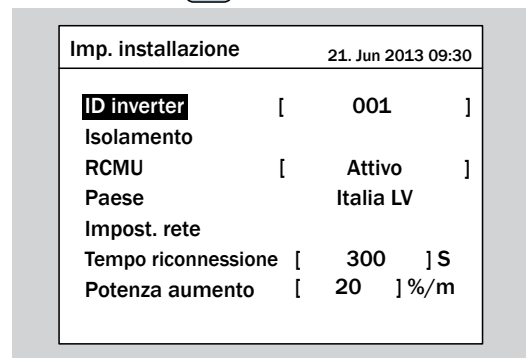 Imp. installazione 21. Jun 2013 09:30
ID inverter [ 001 ]
Isolamento
RCMU [ Attivo ]
Paese Italia LV
Impost. rete
Tempo riconnessione [ 300 ] S
Potenza aumento [ 20 ] %/m